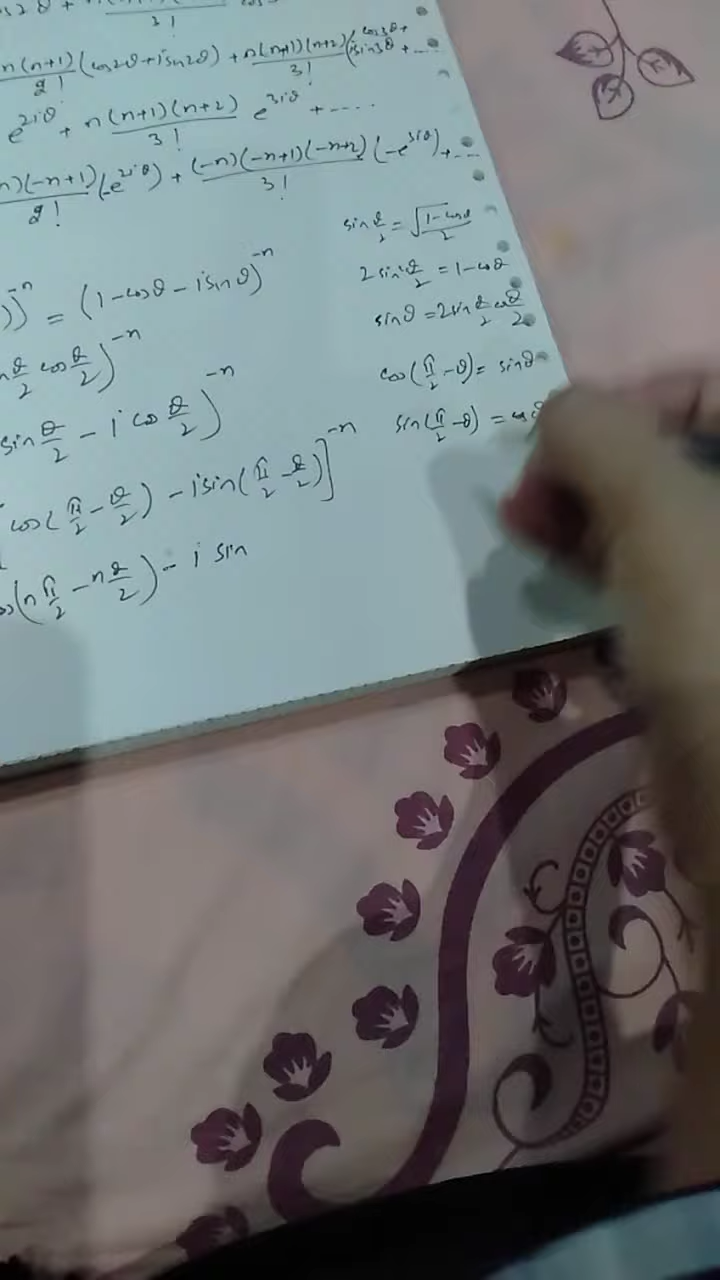 n(n+1)/2! (cos2θ+isin2θ) + n(n+1)(n+2)/3! (cos3θ+isin3θ + ....
e^{2iθ} + n(n+1)(n+2)/3! e^{3iθ} + ....
n)(-n+1)/2! (-e^{2iθ}) + (-n)(-n+1)(-n+2)/3! (-e^{3iθ}) + ...
sin θ/2 = √(1-cosθ)/2
2sin²θ/2 = 1-cosθ
))^{-n} = (1-cosθ-isinθ)^{-n}
sinθ = 2sin θ/2 cos θ/2
θ/2 cos θ/2)^{-n}
cos(π/2-θ) = sinθ
sin θ/2 - i cos θ/2)^{-n}
sin(π/2-θ) = cosθ
cos(π/2-θ/2) - isin(π/2-θ/2)]^{-n}
(nπ/2-nθ/2) - i sin